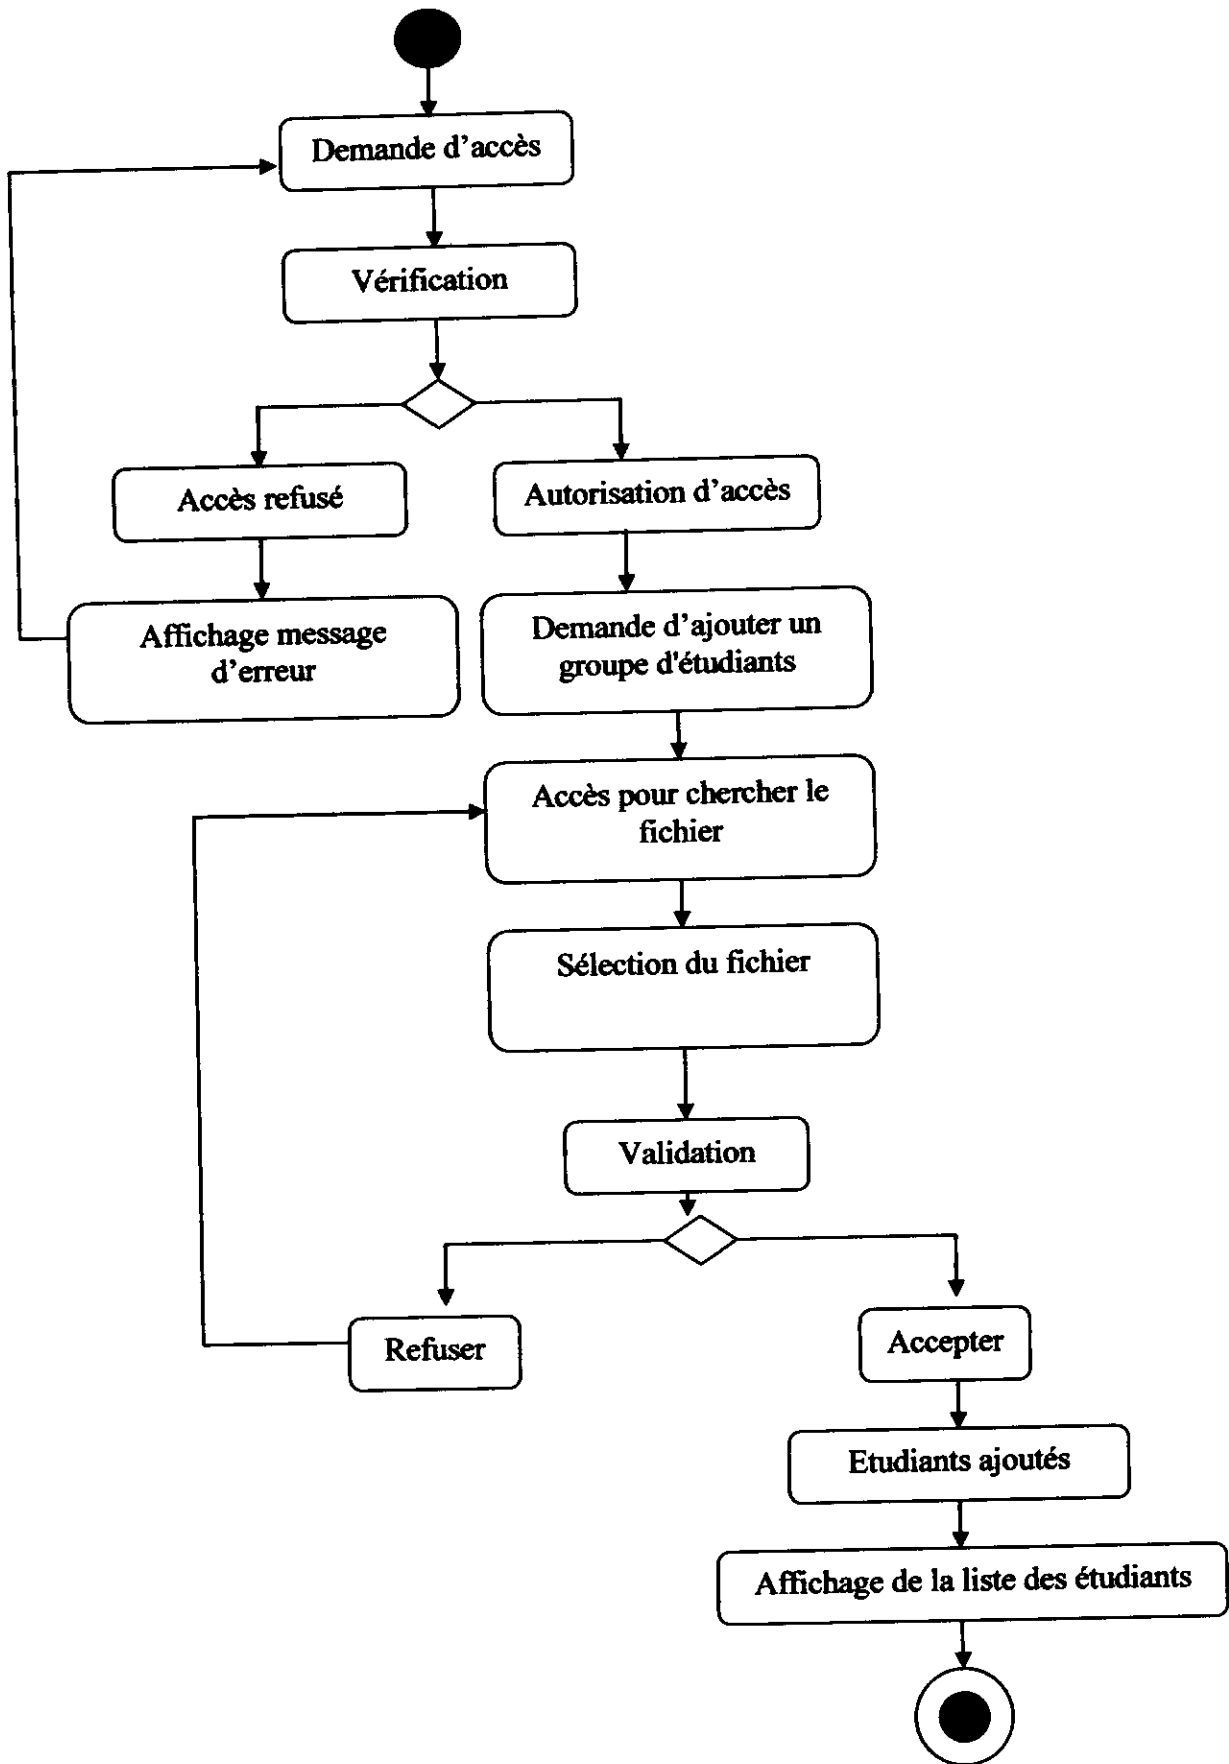 Demande d’accès
Vérification
Accès refusé
Autorisation d’accès
Affichage message
d’erreur
Demande d’ajouter un
groupe d'étudiants
Accès pour chercher le
fichier
Sélection du fichier
Validation
Refuser
Accepter
Etudiants ajoutés
Affichage de la liste des étudiants